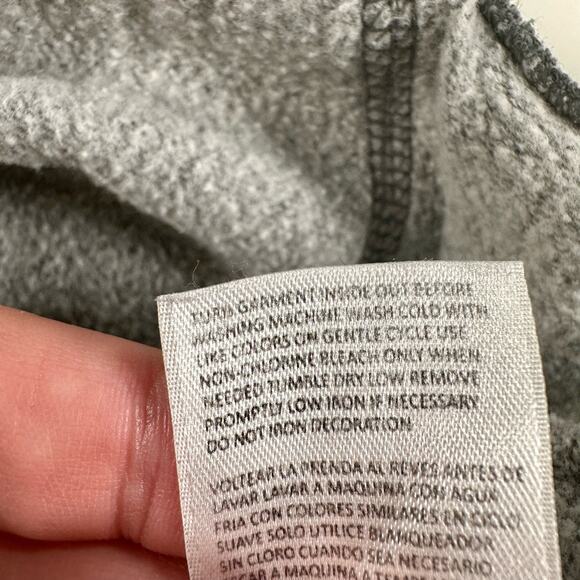 TURN GARMENT INSIDE OUT BEFORE
WASHING MACHINE WASH COLD WITH
LIKE COLORS ON GENTLE CYCLE USE
NON-CHLORINE BLEACH ONLY WHEN
NEEDED TUMBLE DRY LOW REMOVE
PROMPTLY LOW IRON IF NECESSARY
DO NOT IRON DECORATION
VOLTEAR LA PRENDA AL REVES ANTES DE
LAVAR LAVAR A MAQUINA CON AGUA
FRIA CON COLORES SIMILARES EN CICLO
SUAVE SOLO UTILICE BLANQUEADOR
SIN CLORO CUANDO SEA NECESARIO
SECAR A MAQUINA A